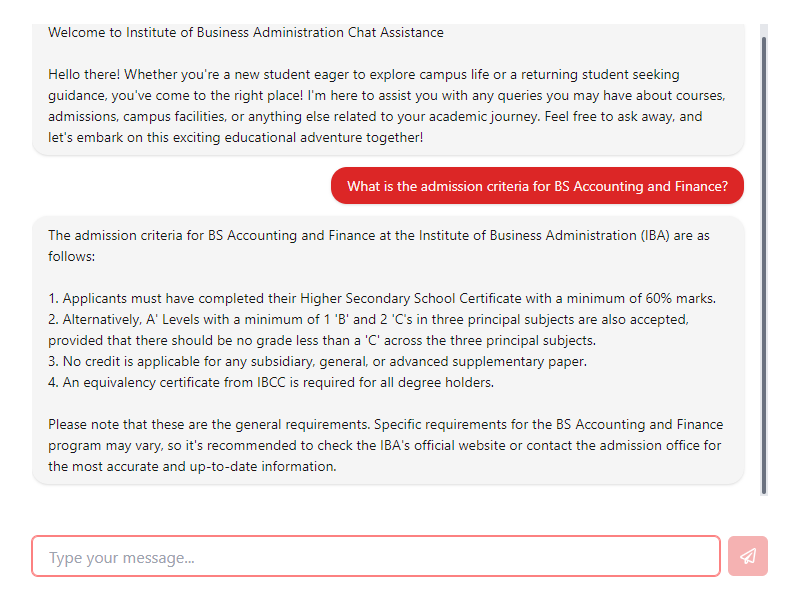 Welcome to Institute of Business Administration Chat Assistance
Hello there! Whether you're a new student eager to explore campus life or a returning student seeking
guidance, you've come to the right place! I'm here to assist you with any queries you may have about courses,
admissions, campus facilities, or anything else related to your academic journey. Feel free to ask away, and
let's embark on this exciting educational adventure together!
What is the admission criteria for BS Accounting and Finance?
The admission criteria for BS Accounting and Finance at the Institute of Business Administration (IBA) are as
follows:
1. Applicants must have completed their Higher Secondary School Certificate with a minimum of 60% marks.
2. Alternatively, A' Levels with a minimum of 1 'B' and 2 'C's in three principal subjects are also accepted,
provided that there should be no grade less than a 'C' across the three principal subjects.
3. No credit is applicable for any subsidiary, general, or advanced supplementary paper.
4. An equivalency certificate from IBCC is required for all degree holders.
Please note that these are the general requirements. Specific requirements for the BS Accounting and Finance
program may vary, so it's recommended to check the IBA's official website or contact the admission office for
the most accurate and up-to-date information.
Type your message...